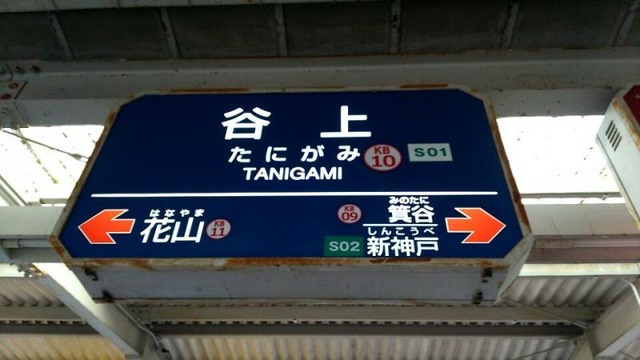 谷上
たにがみ KB 10 S01
TANIGAMI
はなやま
花山 KB 11
みのたに
KB 09 箕谷
しんこうべ
S02 新神戸